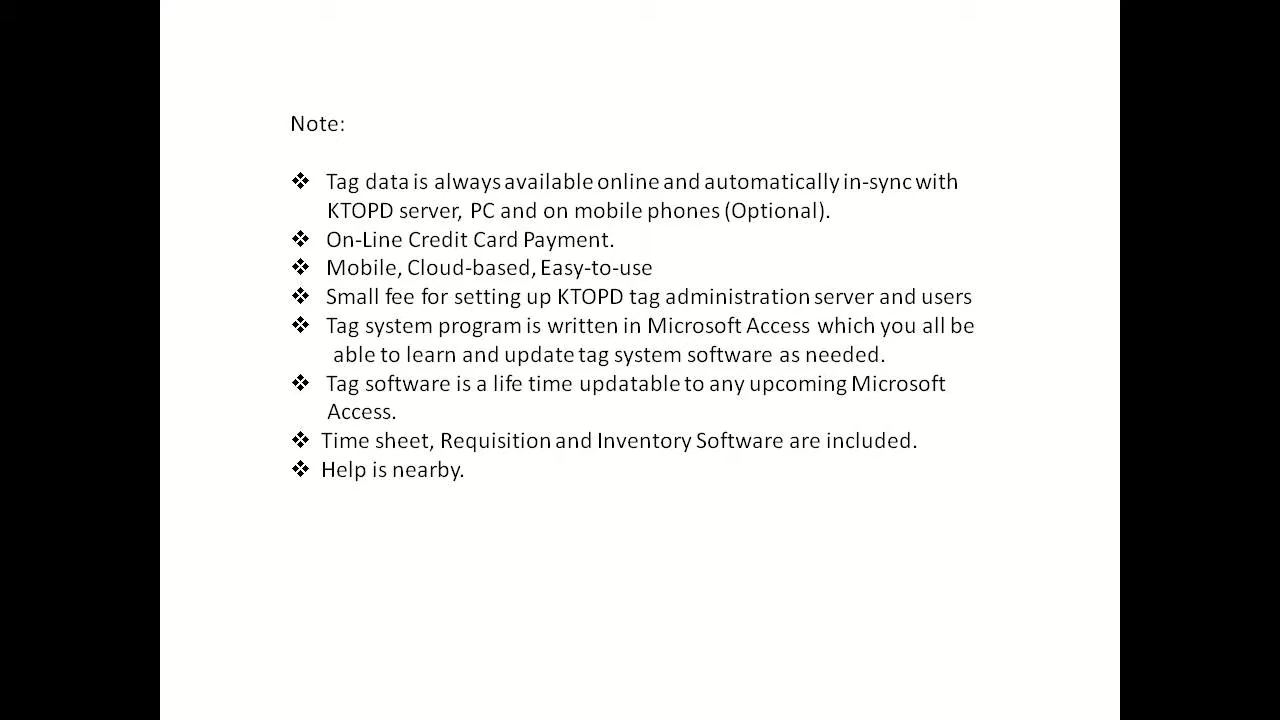 Note:
❖ Tag data is always available online and automatically in-sync with
KTOPD server, PC and on mobile phones (Optional).
❖ On-Line Credit Card Payment.
❖ Mobile, Cloud-based, Easy-to-use
❖ Small fee for setting up KTOPD tag administration server and users
❖ Tag system program is written in Microsoft Access which you all be
able to learn and update tag system software as needed.
❖ Tag software is a life time updatable to any upcoming Microsoft
Access.
❖ Time sheet, Requisition and Inventory Software are included.
❖ Help is nearby.